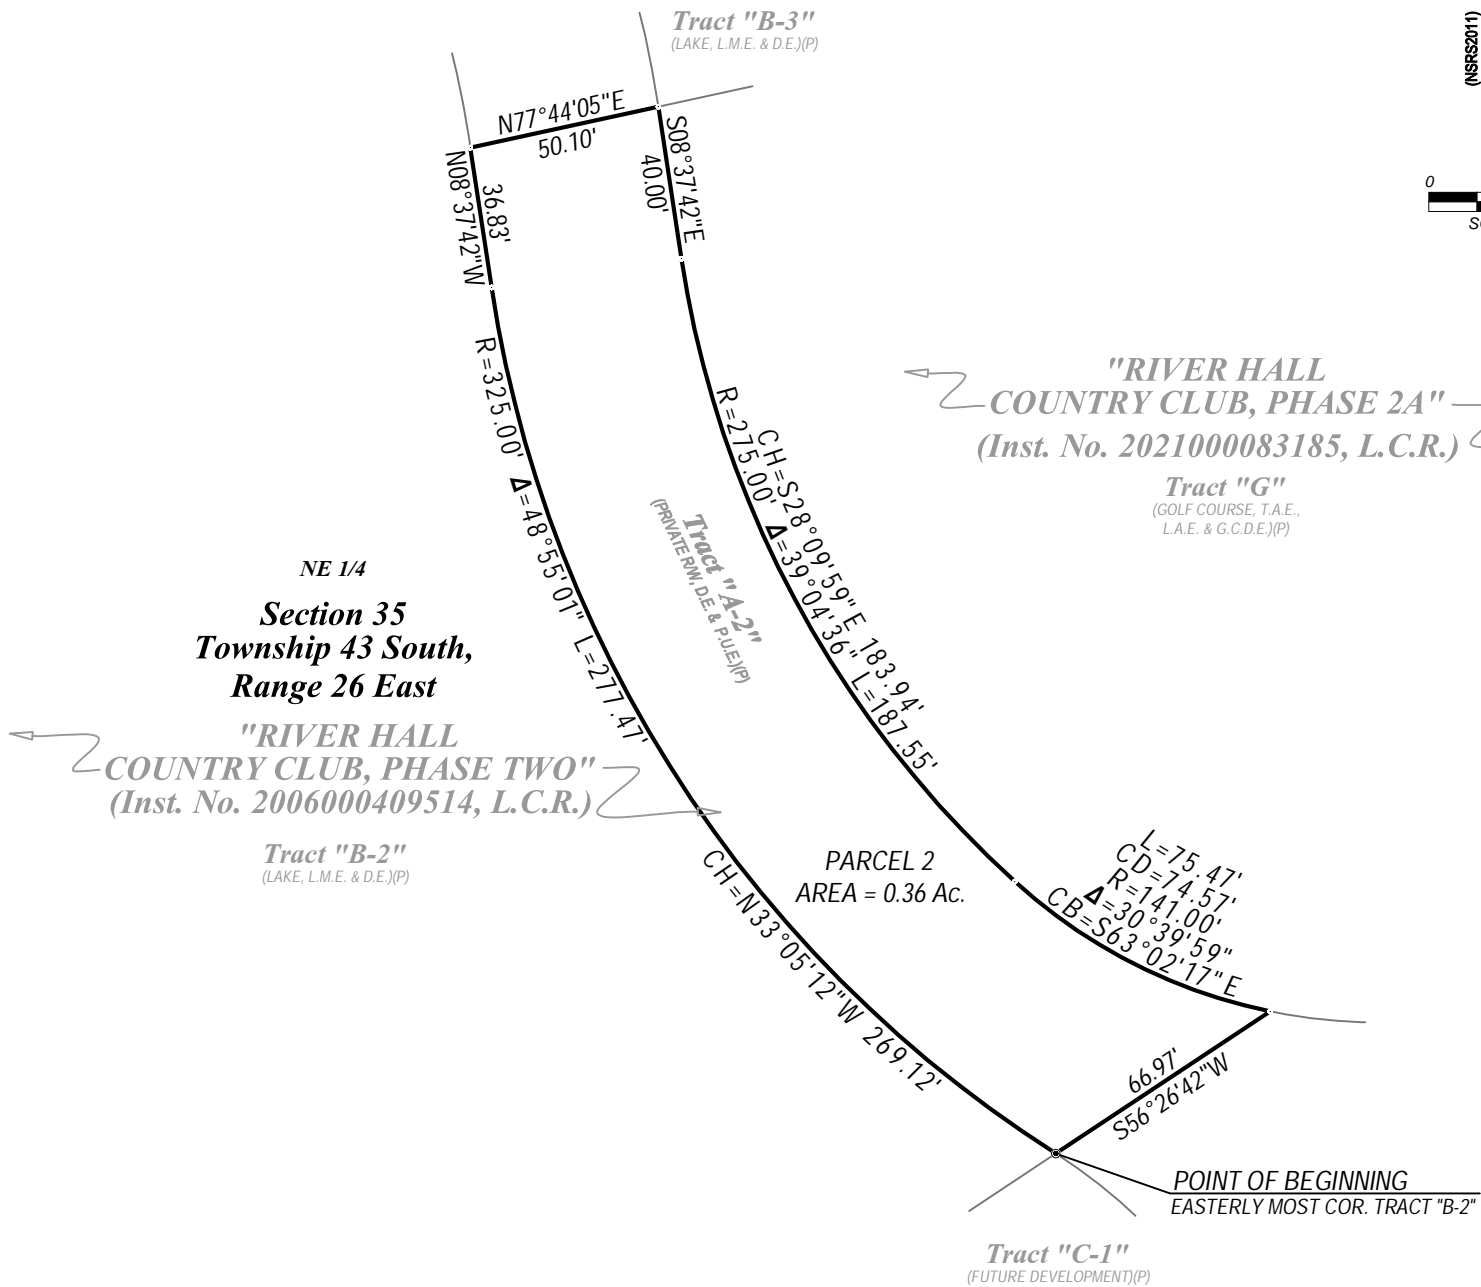 Tract "B-3"
(LAKE, L.M.E. & D.E.)(P)
(NSRS2011)
0
N77°44'05"E
50.10'
S08°37'42"E
40.00'
N08°37'42"W
36.83'
R=325.00' Δ=48°55'01" L=277.47'
CH=N33°05'12"W 269.12'
CH=S28°09'59"E 183.94'
R=275.00' Δ=39°04'36" L=187.55'
Tract "A-2"
(PRIVATE R/W, D.E. & P.U.E.)(P)
"RIVER HALL
COUNTRY CLUB, PHASE 2A"
(Inst. No. 2021000083185, L.C.R.)
Tract "G"
(GOLF COURSE, T.A.E.,
L.A.E. & G.C.D.E.)(P)
NE 1/4
Section 35
Township 43 South,
Range 26 East
"RIVER HALL
COUNTRY CLUB, PHASE TWO"
(Inst. No. 2006000409514, L.C.R.)
Tract "B-2"
(LAKE, L.M.E. & D.E.)(P)
PARCEL 2
AREA = 0.36 Ac.
L=75.47'
CD=74.57'
R=141.00'
Δ=30°39'59"
CB=S63°02'17"E
66.97'
S56°26'42"W
POINT OF BEGINNING
EASTERLY MOST COR. TRACT "B-2"
Tract "C-1"
(FUTURE DEVELOPMENT)(P)